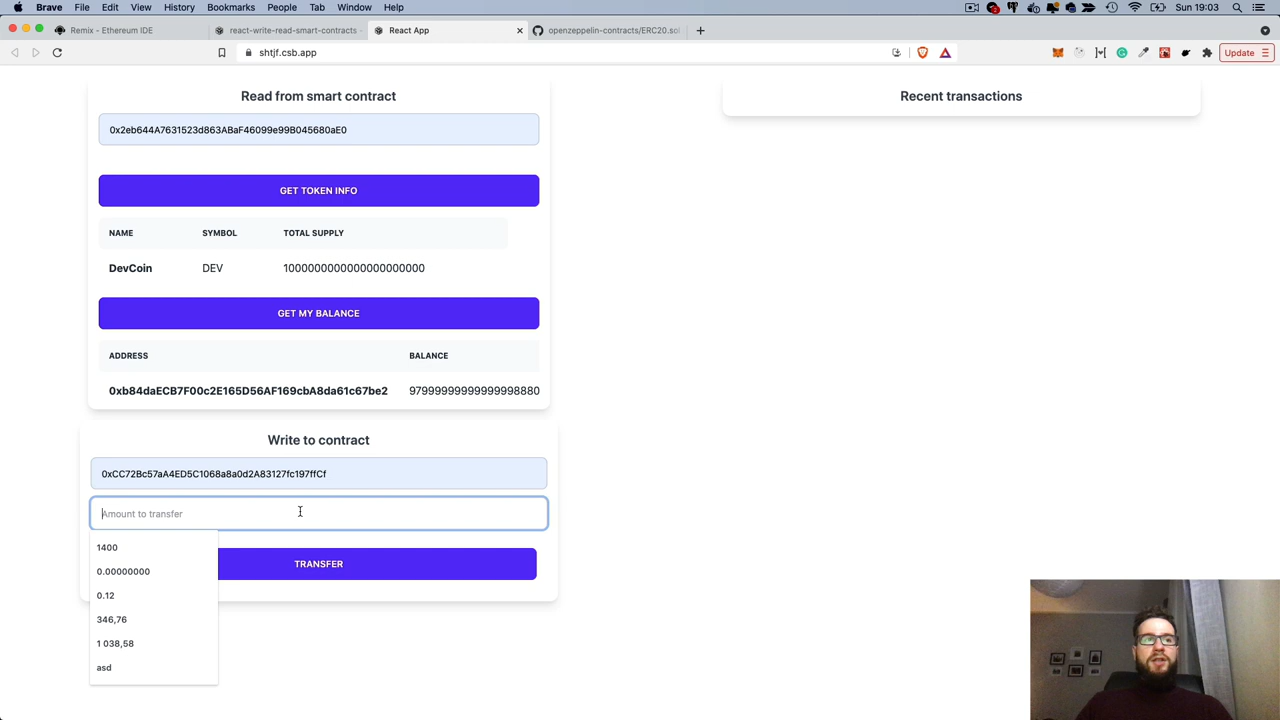 Brave File Edit View History Bookmarks People Tab Window Help
Sun 19:03
Remix - Ethereum IDE
react-write-read-smart-contracts
React App
openzeppelin-contracts/ERC20.sol
shtjf.csb.app
Update
Read from smart contract
0x2eb644A7631523d863ABaF46099e99B045680aE0
GET TOKEN INFO
NAME SYMBOL TOTAL SUPPLY
DevCoin DEV 1000000000000000000000
GET MY BALANCE
ADDRESS BALANCE
0xb84daECB7F00c2E165D56AF169cbA8da61c67be2 97999999999999998880
Write to contract
0xCC72Bc57aA4ED5C1068a8a0d2A83127fc197ffCf
Amount to transfer
1400
0.00000000
0.12
346,76
1 038,58
asd
TRANSFER
Recent transactions